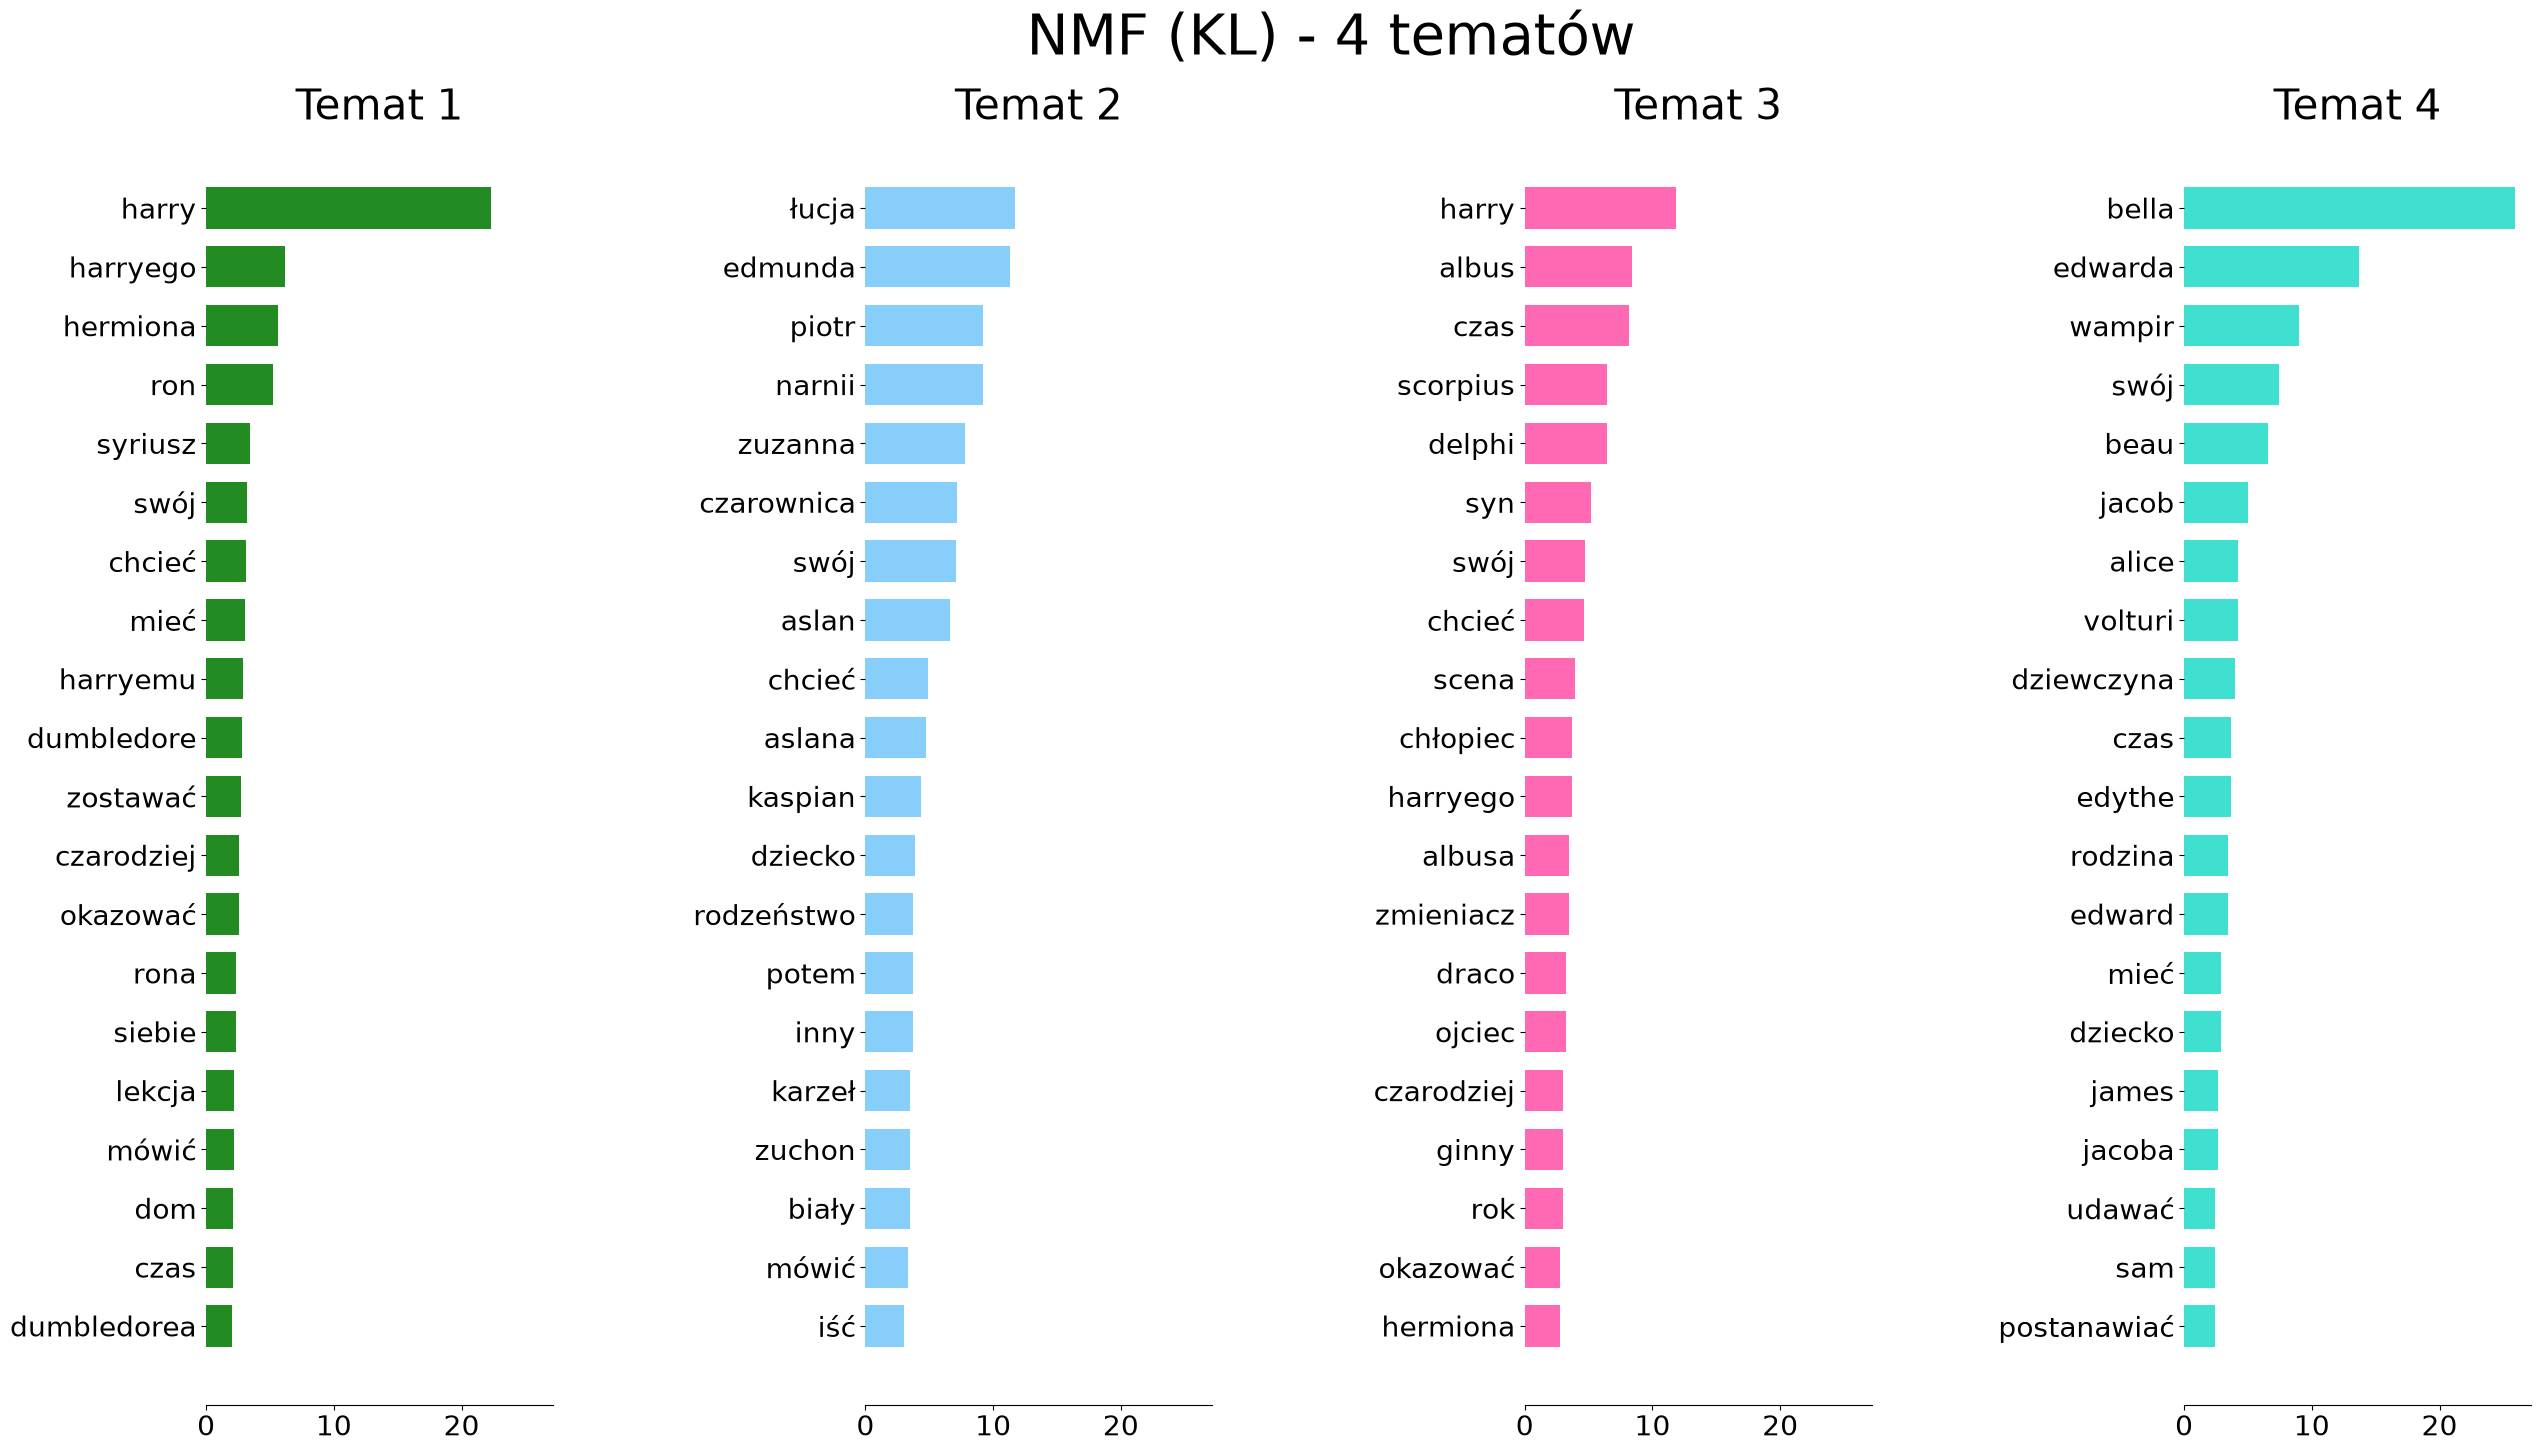 NMF (KL) - 4 tematów
Temat 1
harry
harryego
hermiona
ron
syriusz
swój
chcieć
mieć
harryemu
dumbledore
zostawać
czarodziej
okazować
rona
siebie
lekcja
mówić
dom
czas
dumbledorea
0 10 20
Temat 2
łucja
edmunda
piotr
narnii
zuzanna
czarownica
swój
aslan
chcieć
aslana
kaspian
dziecko
rodzeństwo
potem
inny
karzeł
zuchon
biały
mówić
iść
0 10 20
Temat 3
harry
albus
czas
scorpius
delphi
syn
swój
chcieć
scena
chłopiec
harryego
albusa
zmieniacz
draco
ojciec
czarodziej
ginny
rok
okazować
hermiona
0 10 20
Temat 4
bella
edwarda
wampir
swój
beau
jacob
alice
volturi
dziewczyna
czas
edythe
rodzina
edward
mieć
dziecko
james
jacoba
udawać
sam
postanawiać
0 10 20